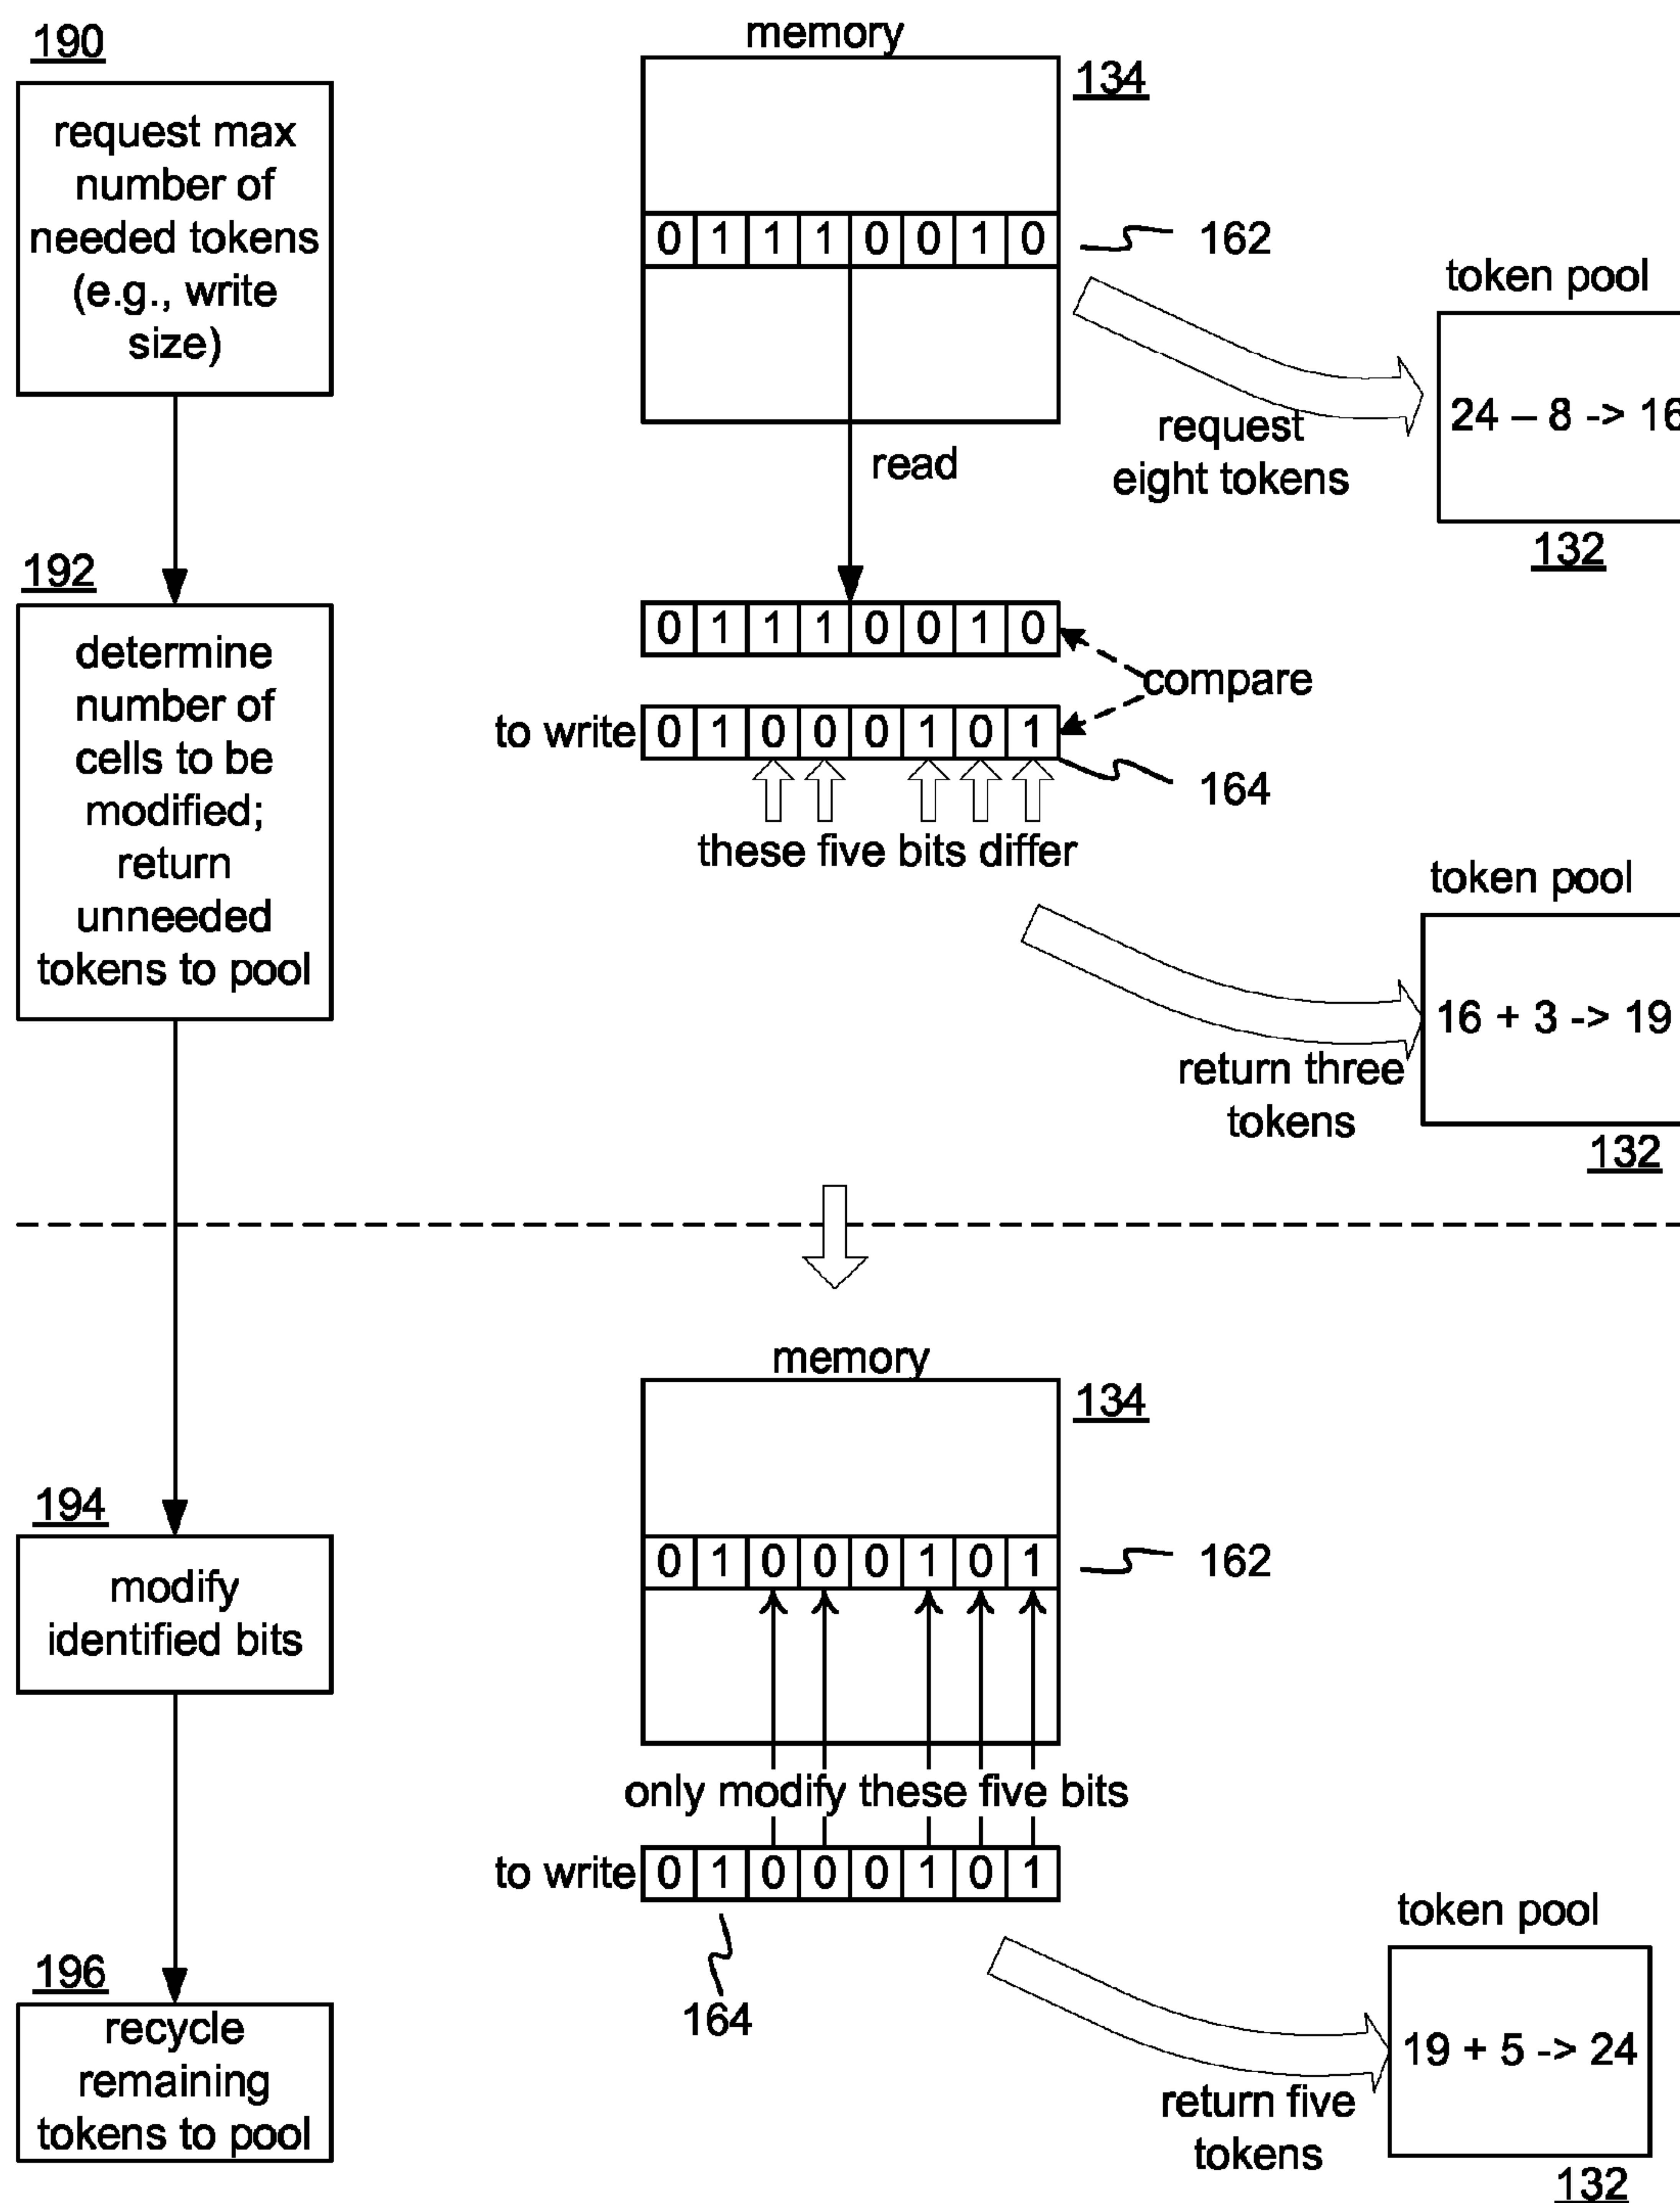 190
request max
number of
needed tokens
(e.g., write
size)
memory
134
0 1 1 1 0 0 1 0
162
token pool
24 – 8 -> 16
132
request
eight tokens
read
192
determine
number of
cells to be
modified;
return
unneeded
tokens to pool
0 1 1 1 0 0 1 0
compare
to write 0 1 0 0 0 1 0 1
164
these five bits differ
token pool
16 + 3 -> 19
132
return three
tokens
memory
134
194
modify
identified bits
0 1 0 0 0 1 0 1
162
only modify these five bits
to write 0 1 0 0 0 1 0 1
164
196
recycle
remaining
tokens to pool
token pool
19 + 5 -> 24
132
return five
tokens